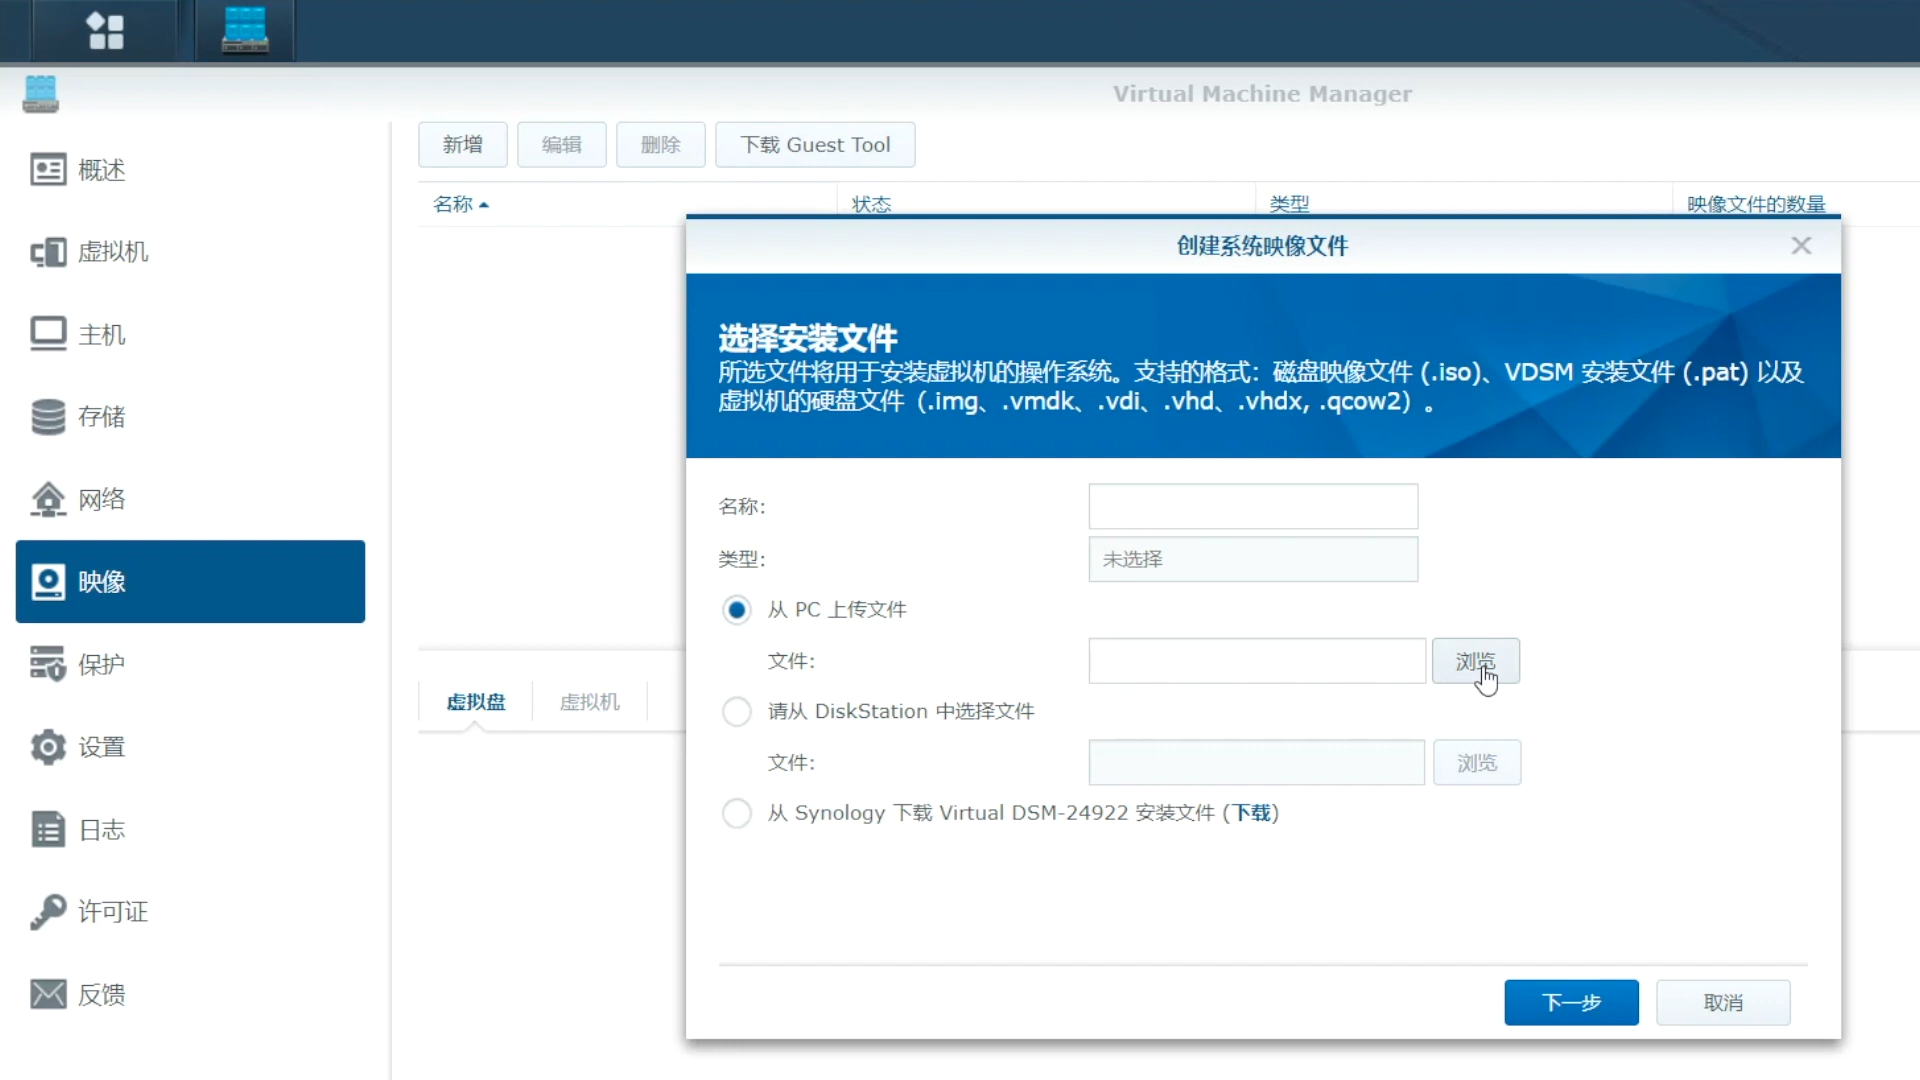 Virtual Machine Manager
概述
虚拟机
主机
存储
网络
映像
保护
设置
日志
许可证
反馈
新增
编辑
删除
下载 Guest Tool
名称
状态
类型
映像文件的数量
虚拟盘
虚拟机
创建系统映像文件
选择安装文件
所选文件将用于安装虚拟机的操作系统。支持的格式：磁盘映像文件 (.iso)、VDSM 安装文件 (.pat) 以及
虚拟机的硬盘文件（.img、.vmdk、.vdi、.vhd、.vhdx, .qcow2）。
名称:
类型:
未选择
从 PC 上传文件
文件:
浏览
请从 DiskStation 中选择文件
文件:
浏览
从 Synology 下载 Virtual DSM-24922 安装文件 (下载)
下一步
取消